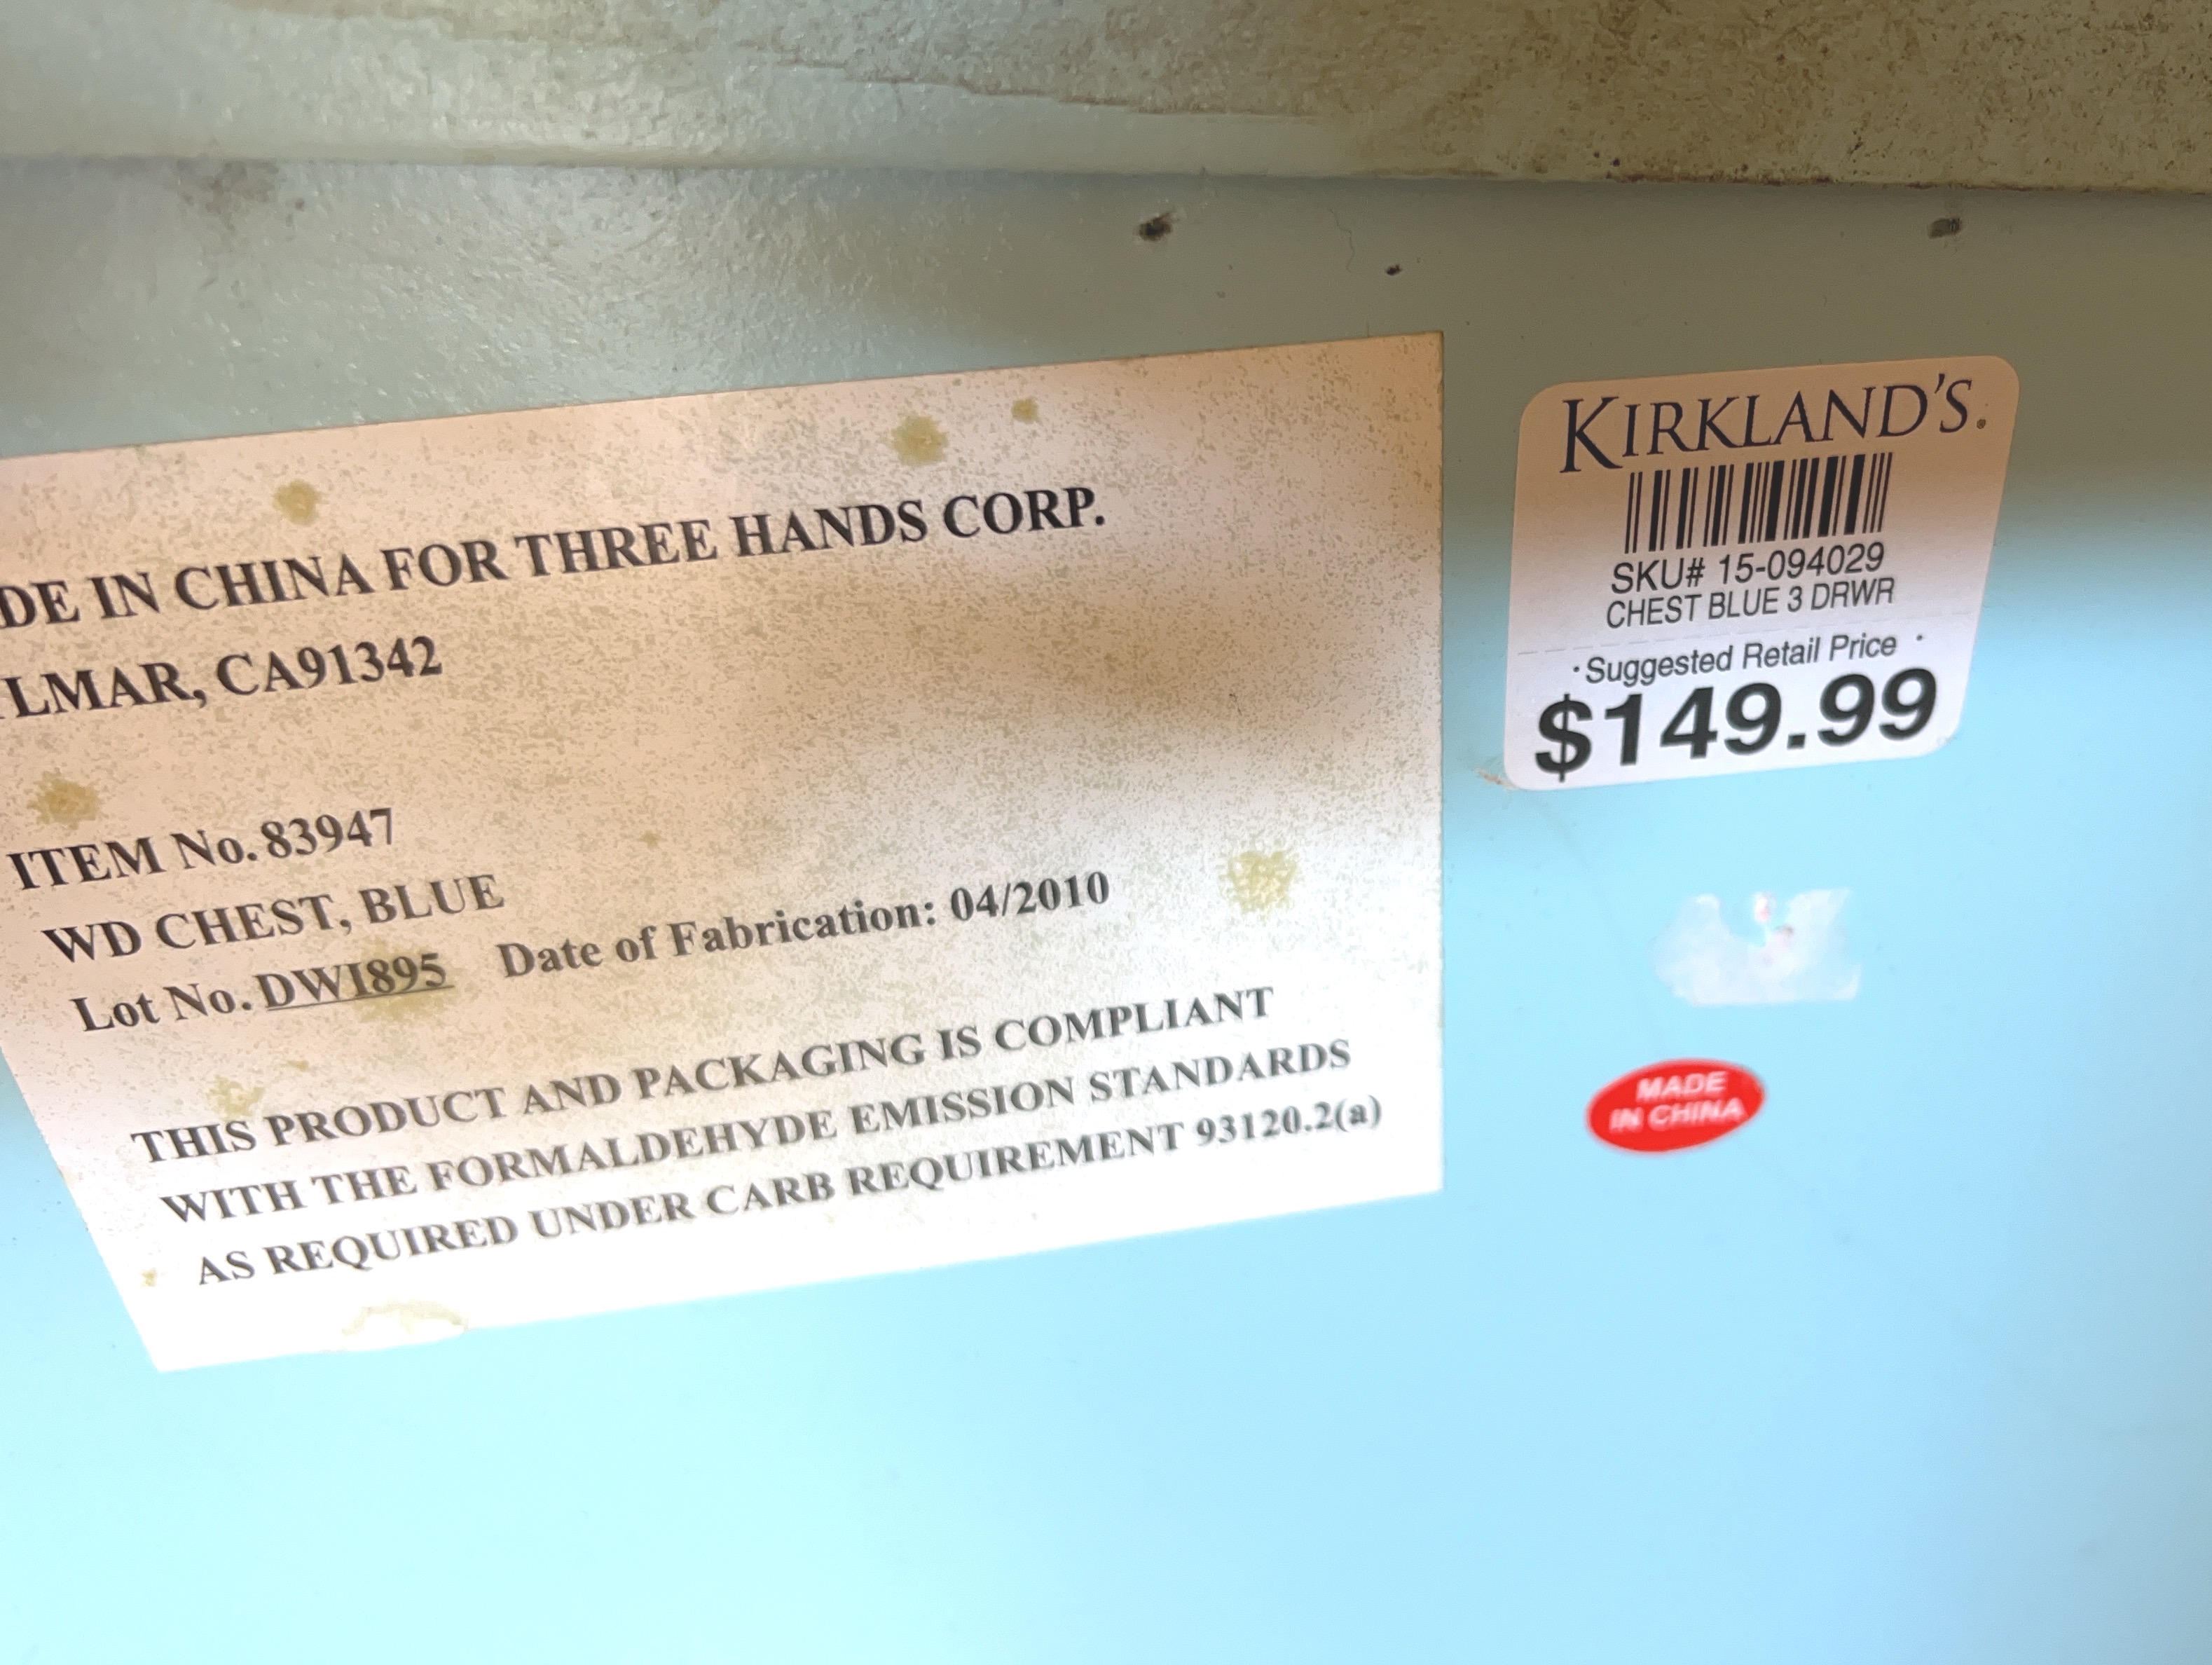 DE IN CHINA FOR THREE HANDS CORP.
LMAR, CA91342
ITEM No. 83947
WD CHEST, BLUE
Lot No. DWI895 Date of Fabrication: 04/2010
THIS PRODUCT AND PACKAGING IS COMPLIANT
WITH THE FORMALDEHYDE EMISSION STANDARDS
AS REQUIRED UNDER CARB REQUIREMENT 93120.2(a)
KIRKLAND'S.
SKU# 15-094029
CHEST BLUE 3 DRWR
Suggested Retail Price
$149.99
MADE
IN CHINA